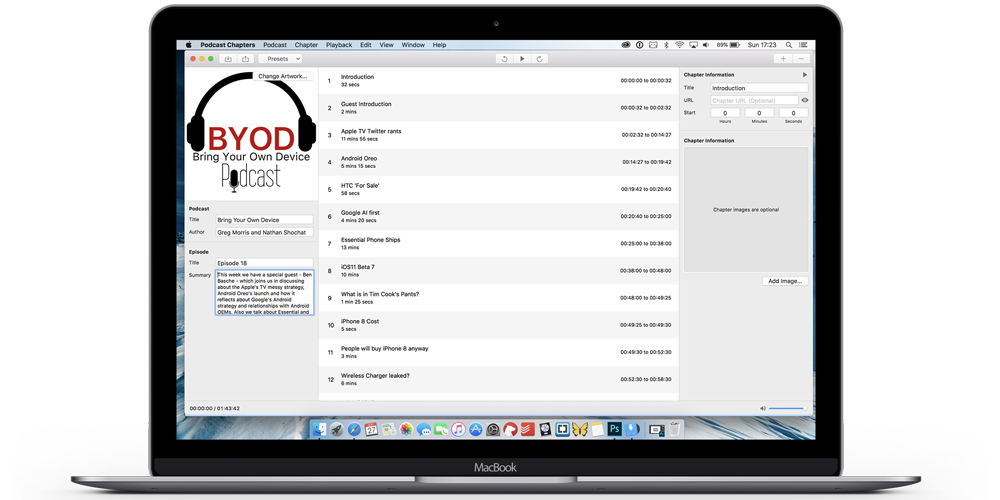 Podcast Chapters Podcast Chapter Playback Edit View Window Help 89% Sun 17:23
Presets
Change Artwork...
BYOD
Bring Your Own Device
Podcast
Podcast
Title Bring Your Own Device
Author Greg Morris and Nathan Shochat
Episode
Title Episode 18
Summary This week we have a special guest - Ben
Basche - which joins us in discussing
about the Apple's TV messy strategy,
Android Oreo's launch and how it
reflects about Google's Android
strategy and relationships with Android
OEMs. Also we talk about Essential and
1 Introduction
32 secs
00:00:00 to 00:00:32
2 Guest Introduction
2 mins
00:00:32 to 00:02:32
3 Apple TV Twitter rants
11 mins 55 secs
00:02:32 to 00:14:27
4 Android Oreo
5 mins 15 secs
00:14:27 to 00:19:42
5 HTC 'For Sale'
58 secs
00:19:42 to 00:20:40
6 Google AI first
4 mins 20 secs
00:20:40 to 00:25:00
7 Essential Phone Ships
13 mins
00:25:00 to 00:38:00
8 iOS11 Beta 7
10 mins
00:38:00 to 00:48:00
9 What is in Tim Cook's Pants?
1 min 25 secs
00:48:00 to 00:49:25
10 iPhone 8 Cost
5 secs
00:49:25 to 00:49:30
11 People will buy iPhone 8 anyway
3 mins
00:49:30 to 00:52:30
12 Wireless Charger leaked?
6 mins
00:52:30 to 00:58:30
Chapter Information
Title Introduction
URL Chapter URL (Optional)
Start 0 0 0
Hours Minutes Seconds
Chapter Information
Chapter images are optional
Add Image...
00:00:00 / 01:43:42
27
Ps
MacBook